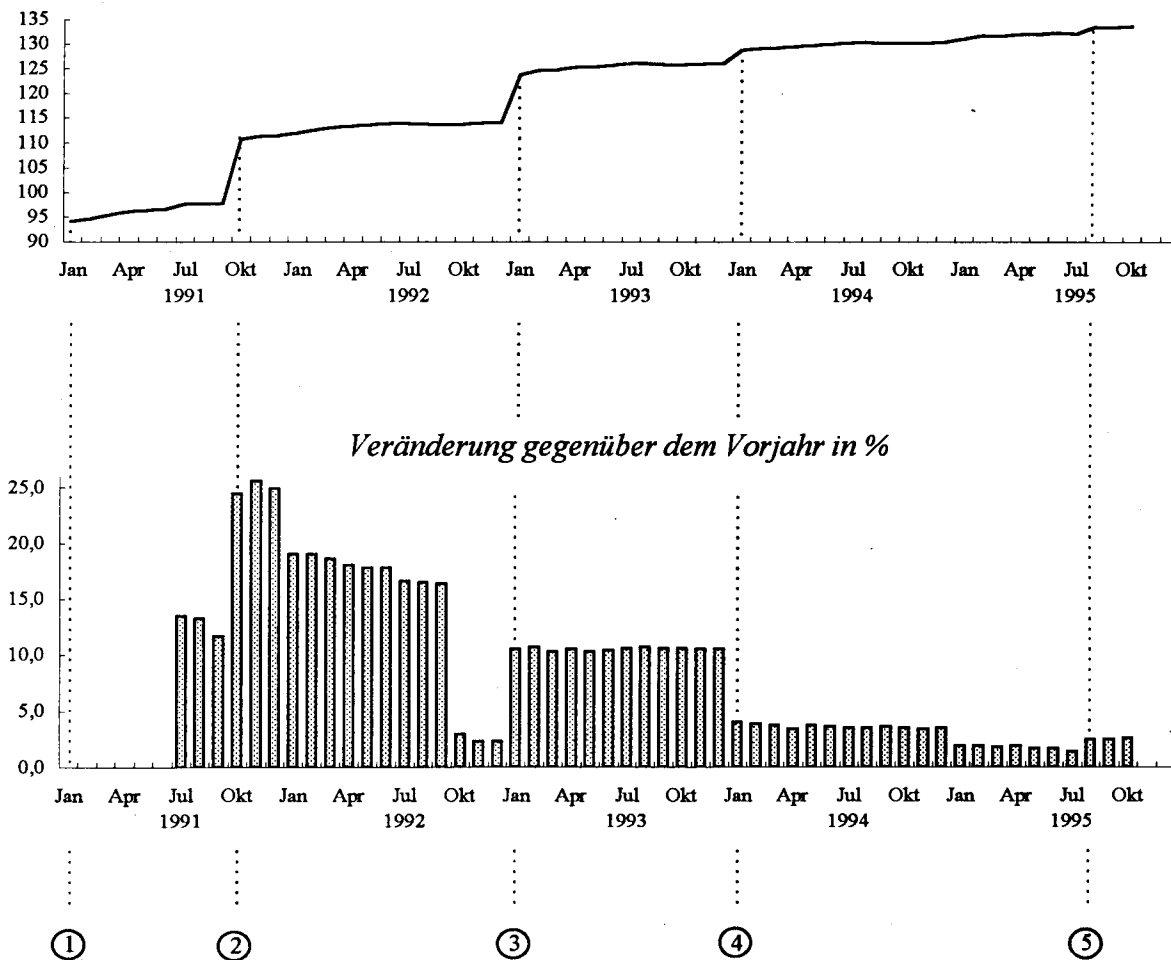 135
130
125
120
115
110
105
100
95
90
Jan Apr Jul Okt Jan Apr Jul Okt Jan Apr Jul Okt Jan Apr Jul Okt Jan Apr Jul Okt
1991 1992 1993 1994 1995
Veränderung gegenüber dem Vorjahr in %
25,0
20,0
15,0
10,0
5,0
0,0
Jan Apr Jul Okt Jan Apr Jul Okt Jan Apr Jul Okt Jan Apr Jul Okt Jan Apr Jul Okt
1991 1992 1993 1994 1995
1 2 3 4 5